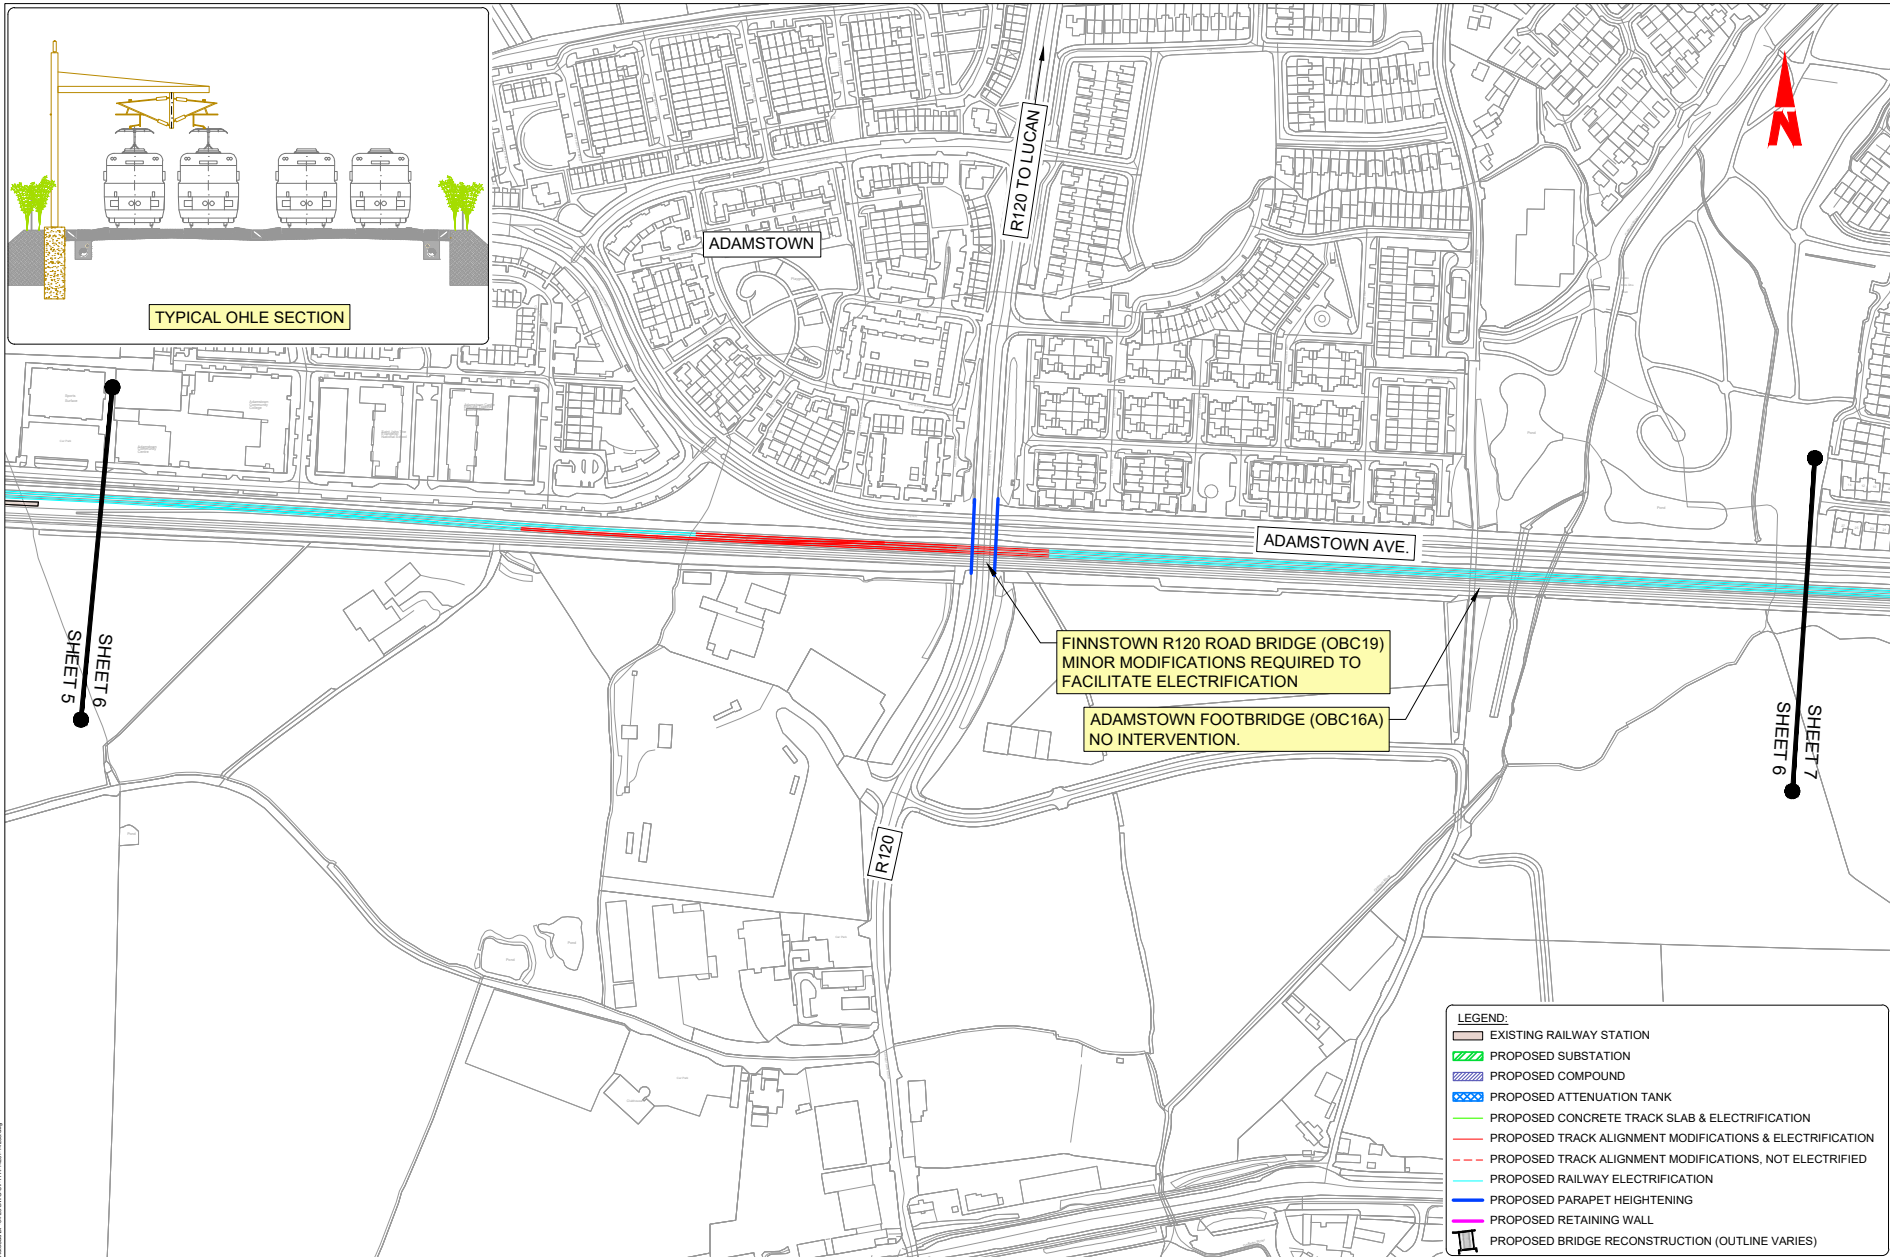 TYPICAL OHLE SECTION
N
R120 TO LUCAN
ADAMSTOWN
ADAMSTOWN AVE.
SHEET 5
SHEET 6
FINNSTOWN R120 ROAD BRIDGE (OBC19)
MINOR MODIFICATIONS REQUIRED TO
FACILITATE ELECTRIFICATION
ADAMSTOWN FOOTBRIDGE (OBC16A)
NO INTERVENTION.
SHEET 6
SHEET 7
R120
LEGEND:
EXISTING RAILWAY STATION
PROPOSED SUBSTATION
PROPOSED COMPOUND
PROPOSED ATTENUATION TANK
PROPOSED CONCRETE TRACK SLAB & ELECTRIFICATION
PROPOSED TRACK ALIGNMENT MODIFICATIONS & ELECTRIFICATION
PROPOSED TRACK ALIGNMENT MODIFICATIONS, NOT ELECTRIFIED
PROPOSED RAILWAY ELECTRIFICATION
PROPOSED PARAPET HEIGHTENING
PROPOSED RETAINING WALL
PROPOSED BRIDGE RECONSTRUCTION (OUTLINE VARIES)